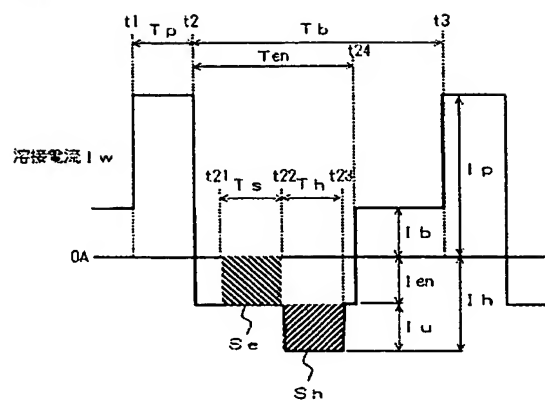 t1 Tp t2 Tb t3
Ten t24
溶接電流 Iw
t21 Ts t22 Th t23
Ip
Ib
0A
Ien
Ih
Iu
Se
Sh